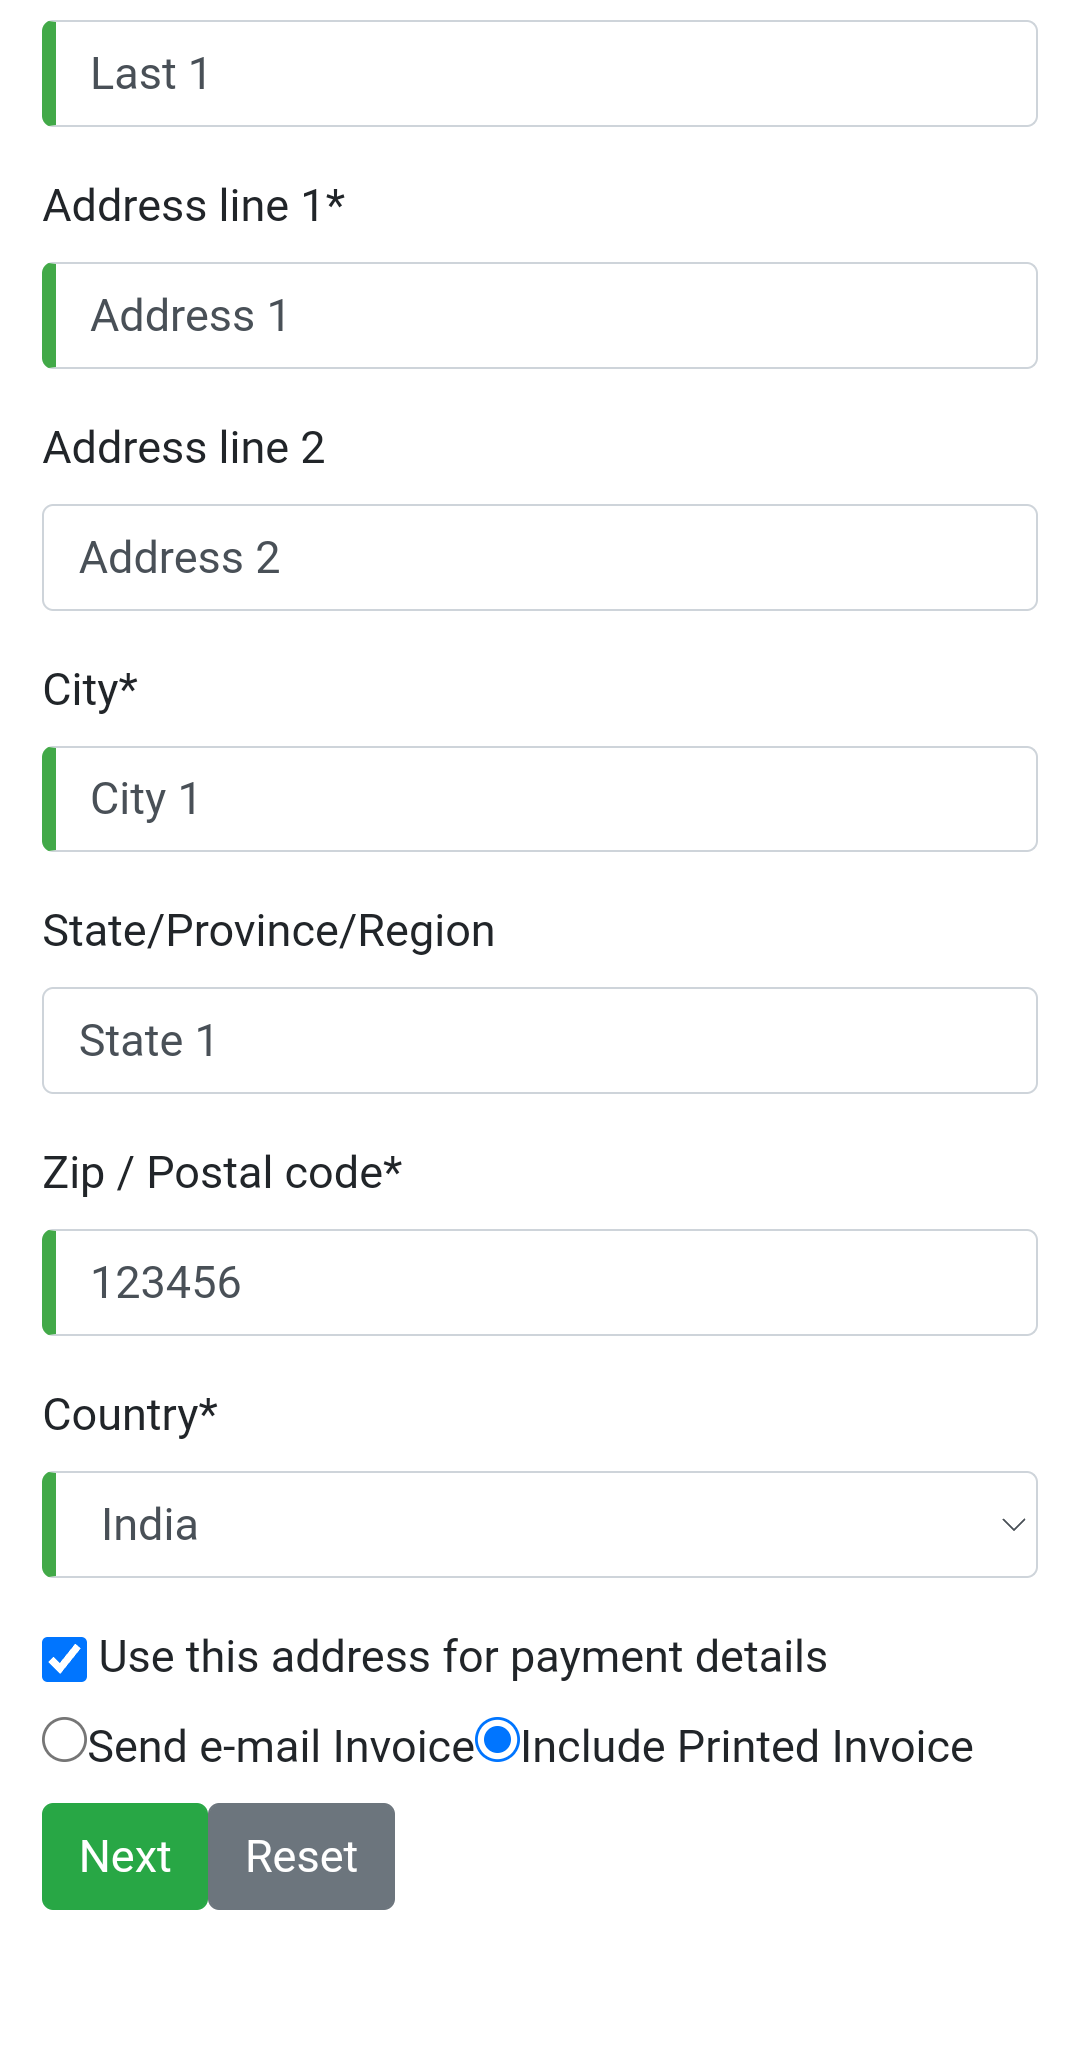 Last 1
Address line 1*
Address 1
Address line 2
Address 2
City*
City 1
State/Province/Region
State 1
Zip / Postal code*
123456
Country*
India
Use this address for payment details
Send e-mail Invoice Include Printed Invoice
Next Reset